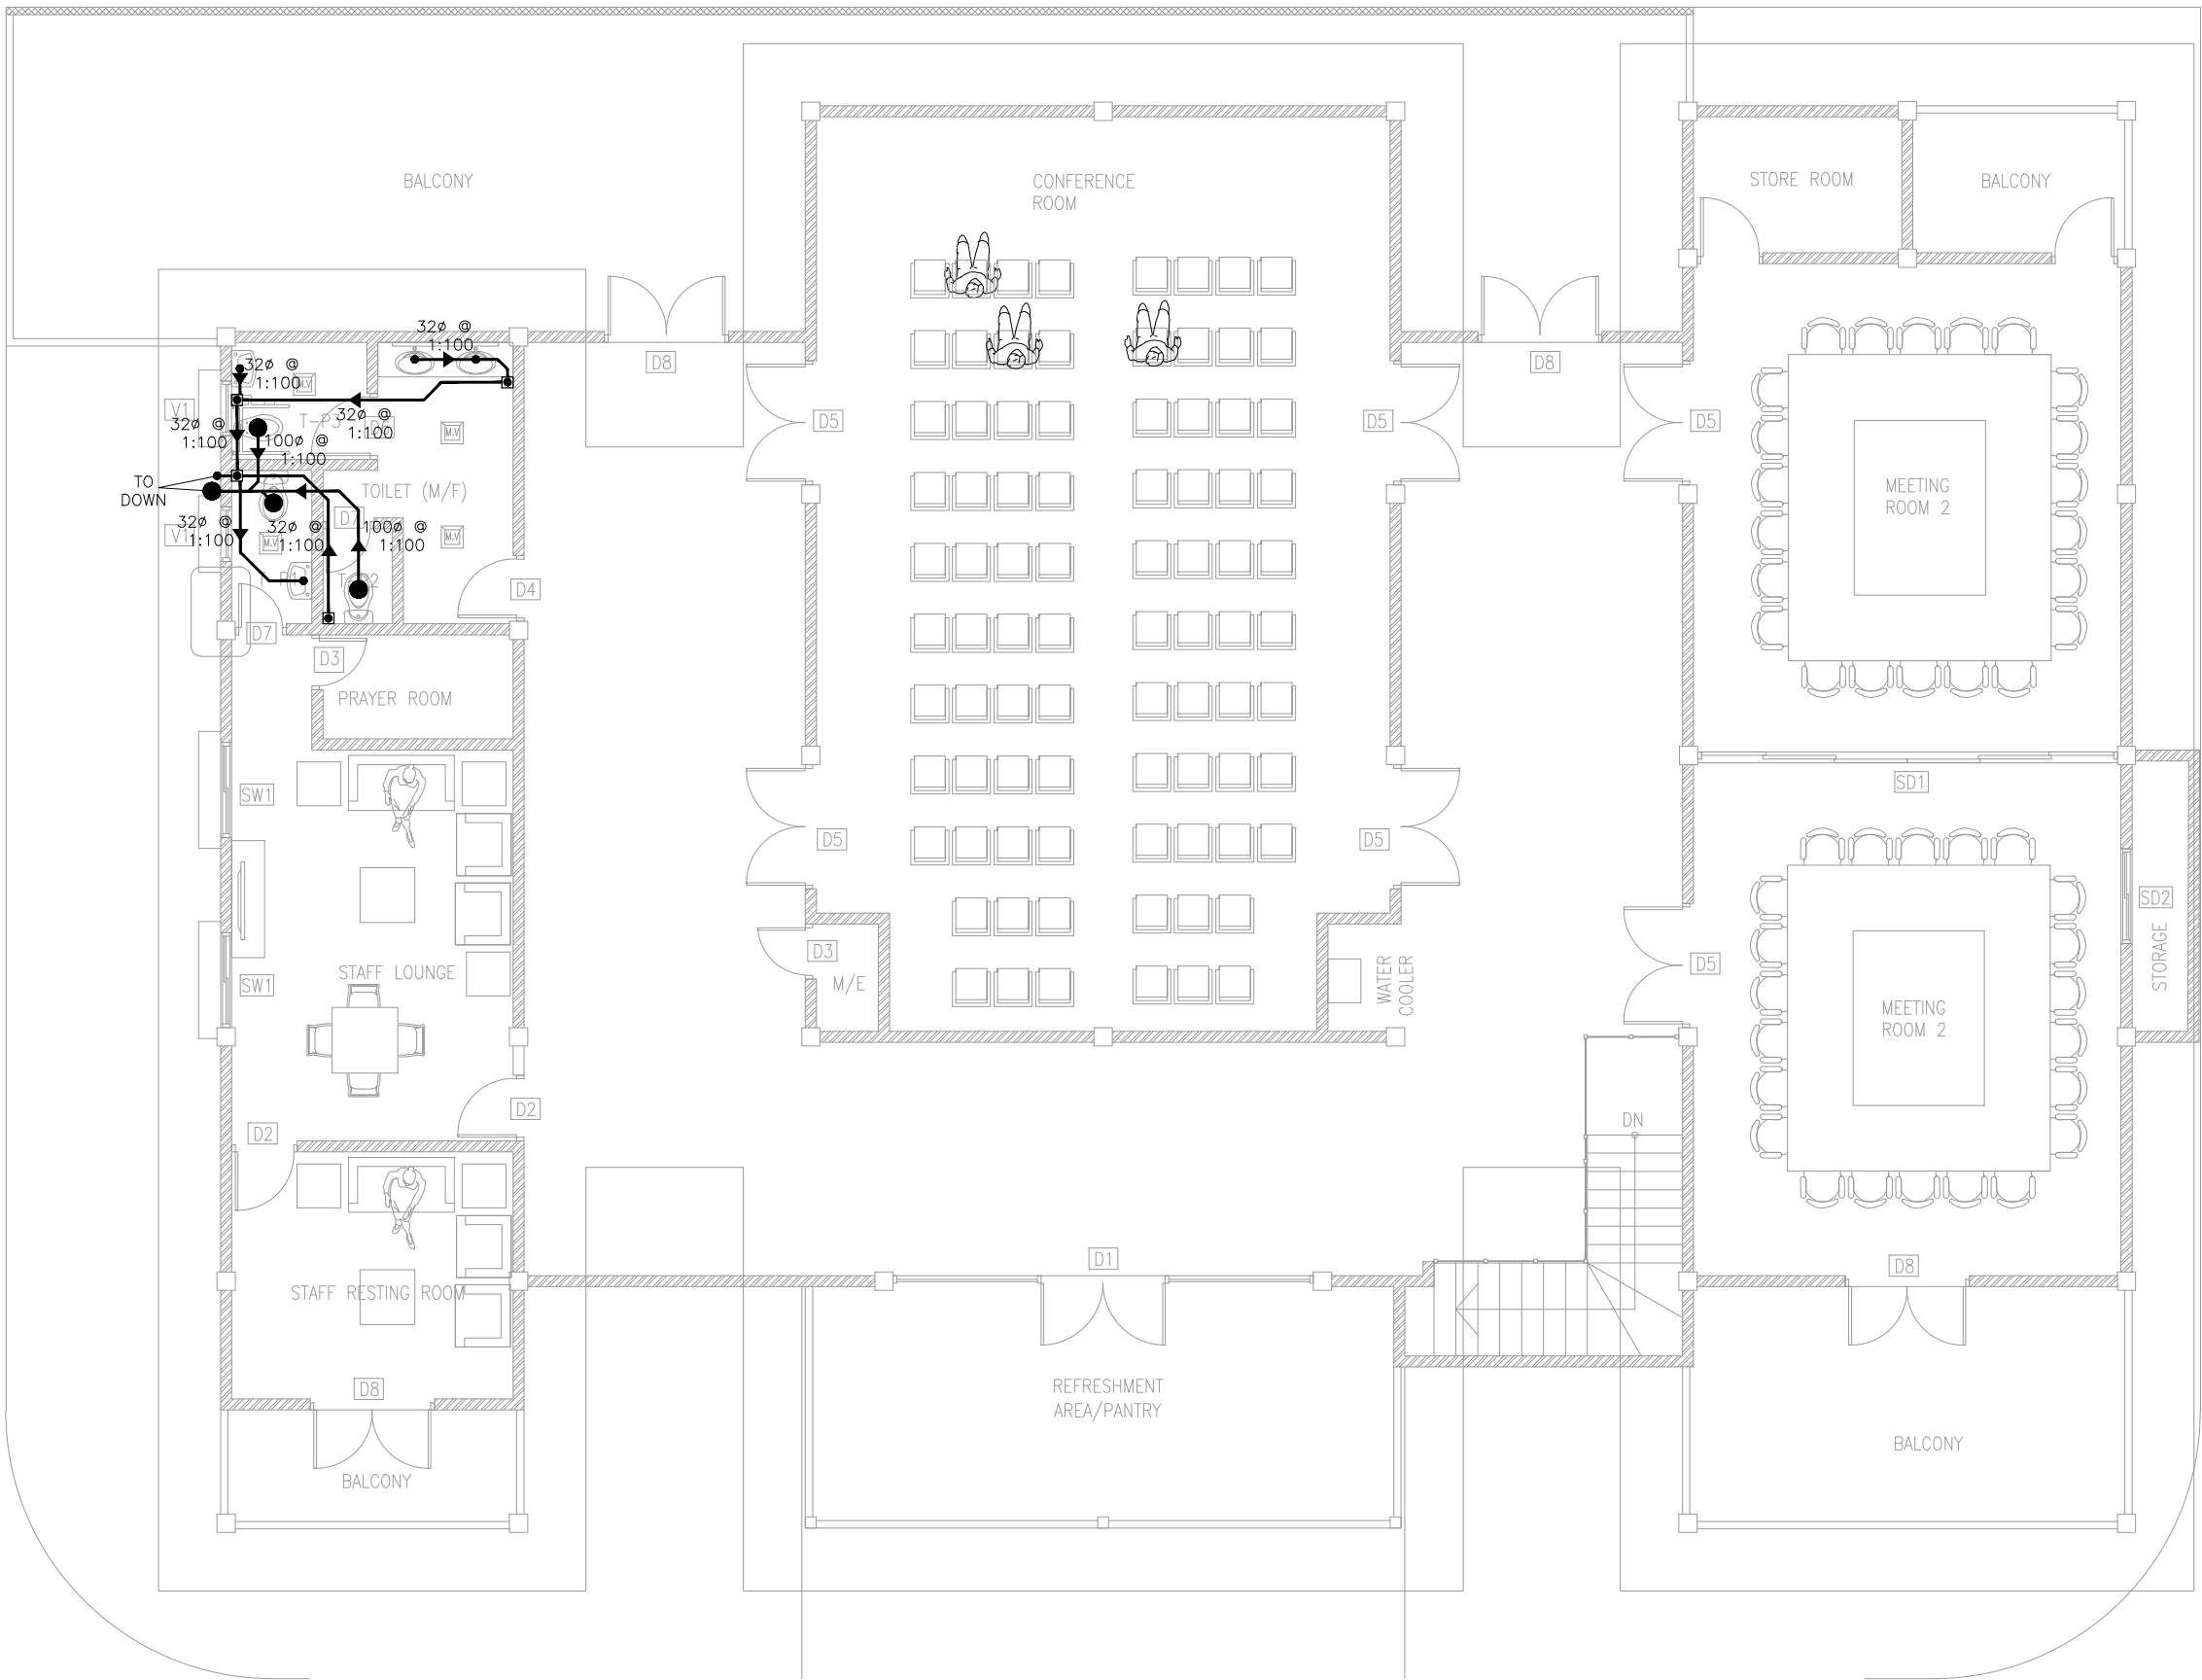 BALCONY
CONFERENCE
ROOM
STORE ROOM
BALCONY
32ø @
1:100
D8
D8
32ø @
1:100
M.V
V1
T-P3
32ø @
1:100
D6
D5
D5
D5
32ø @
1:100
100ø @
1:100
M.V
TO
DOWN
TOILET (M/F)
MEETING
ROOM 2
32ø @
1:100
32ø @
1:100
D7
100ø @
1:100
V1
M.V
M.V
D4
D7
D3
PRAYER ROOM
SW1
SD1
D5
D5
SD2
STORAGE
D3
M/E
WATER
COOLER
D5
STAFF LOUNGE
SW1
MEETING
ROOM 2
D2
D2
DN
D1
D8
STAFF RESTING ROOM
D8
REFRESHMENT
AREA/PANTRY
BALCONY
BALCONY